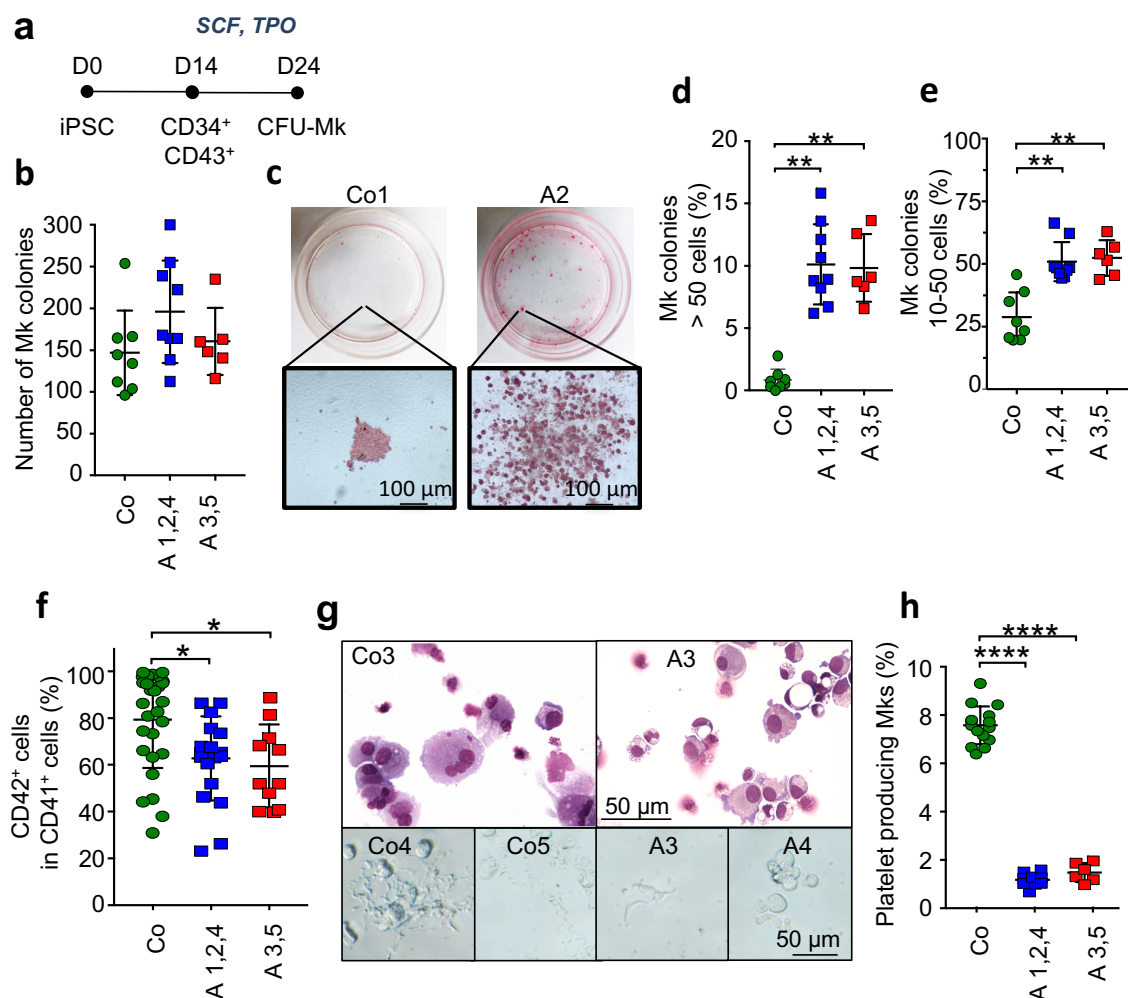 a
SCF, TPO
D0 D14 D24
iPSC CD34⁺ CFU-Mk
CD43⁺
b
Number of Mk colonies
300
250
200
150
100
50
0
Co
A 1,2,4
A 3,5
c
Co1 A2
100 µm 100 µm
d
Mk colonies
> 50 cells (%)
20
15
10
5
0
** **
Co
A 1,2,4
A 3,5
e
Mk colonies
10-50 cells (%)
100
75
50
25
0
** **
Co
A 1,2,4
A 3,5
f
CD42⁺ cells
in CD41⁺ cells (%)
100
80
60
40
20
0
* *
Co
A 1,2,4
A 3,5
g
Co3 A3
50 µm
Co4 Co5 A3 A4
50 µm
h
Platelet producing Mks (%)
10
8
6
4
2
0
****
****
Co
A 1,2,4
A 3,5